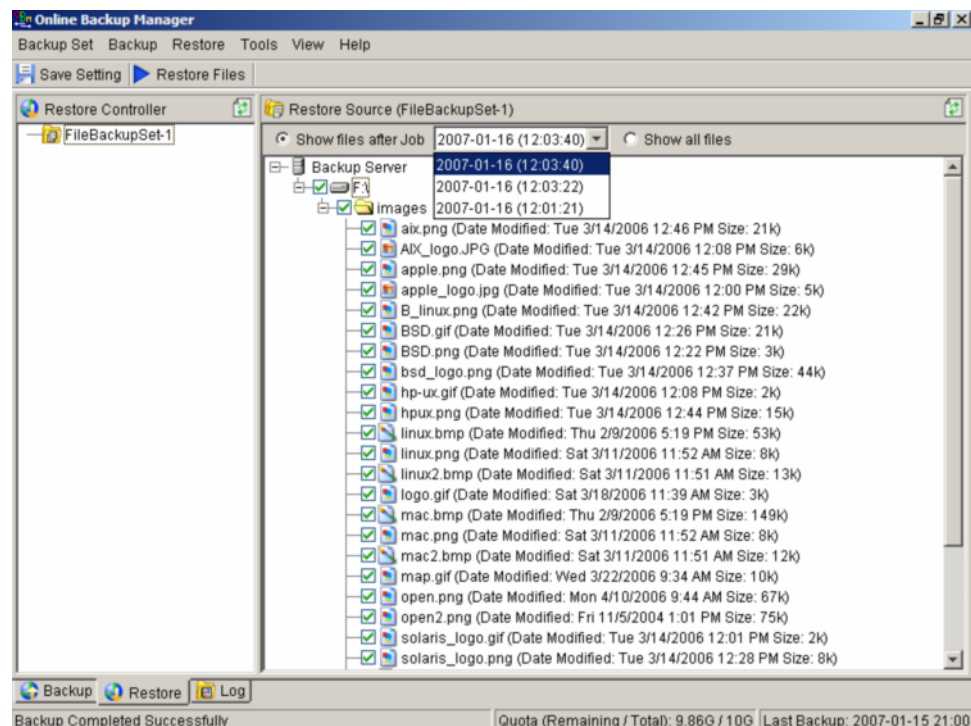 Online Backup Manager
Backup Set Backup Restore Tools View Help
Save Setting Restore Files
Restore Controller
FileBackupSet-1
Restore Source (FileBackupSet-1)
Show files after Job 2007-01-16 (12:03:40) Show all files
2007-01-16 (12:03:40)
2007-01-16 (12:03:22)
2007-01-16 (12:01:21)
Backup Server
F:\
images
aix.png (Date Modified: Tue 3/14/2006 12:46 PM Size: 21k)
AIX_logo.JPG (Date Modified: Tue 3/14/2006 12:08 PM Size: 6k)
apple.png (Date Modified: Tue 3/14/2006 12:45 PM Size: 29k)
apple_logo.jpg (Date Modified: Tue 3/14/2006 12:00 PM Size: 5k)
B_linux.png (Date Modified: Tue 3/14/2006 12:42 PM Size: 22k)
BSD.gif (Date Modified: Tue 3/14/2006 12:26 PM Size: 21k)
BSD.png (Date Modified: Tue 3/14/2006 12:22 PM Size: 3k)
bsd_logo.png (Date Modified: Tue 3/14/2006 12:37 PM Size: 44k)
hp-ux.gif (Date Modified: Tue 3/14/2006 12:08 PM Size: 2k)
hpux.png (Date Modified: Tue 3/14/2006 12:44 PM Size: 15k)
linux.bmp (Date Modified: Thu 2/9/2006 5:19 PM Size: 53k)
linux.png (Date Modified: Sat 3/11/2006 11:52 AM Size: 8k)
linux2.bmp (Date Modified: Sat 3/11/2006 11:51 AM Size: 13k)
logo.gif (Date Modified: Sat 3/18/2006 11:39 AM Size: 3k)
mac.bmp (Date Modified: Thu 2/9/2006 5:19 PM Size: 149k)
mac.png (Date Modified: Sat 3/11/2006 11:52 AM Size: 8k)
mac2.bmp (Date Modified: Sat 3/11/2006 11:51 AM Size: 12k)
map.gif (Date Modified: Wed 3/22/2006 9:34 AM Size: 10k)
open.png (Date Modified: Mon 4/10/2006 9:44 AM Size: 67k)
open2.png (Date Modified: Fri 11/5/2004 1:01 PM Size: 75k)
solaris_logo.gif (Date Modified: Tue 3/14/2006 12:01 PM Size: 2k)
solaris_logo.png (Date Modified: Tue 3/14/2006 12:28 PM Size: 8k)
Backup Restore Log
Backup Completed Successfully Quota (Remaining / Total): 9.86G / 10G Last Backup: 2007-01-15 21:00